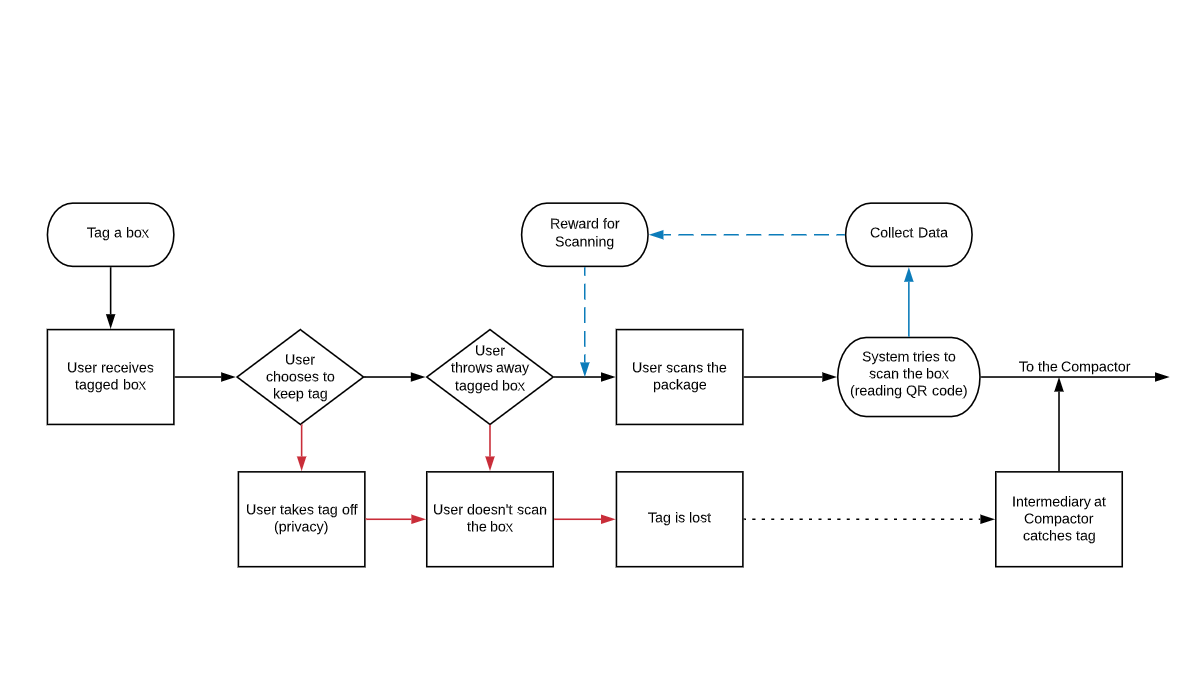 Tag a box
Reward for
Scanning
Collect Data
User receives
tagged box
User
chooses to
keep tag
User
throws away
tagged box
User scans the
package
System tries to
scan the box
(reading QR code)
To the Compactor
User takes tag off
(privacy)
User doesn't scan
the box
Tag is lost
Intermediary at
Compactor
catches tag